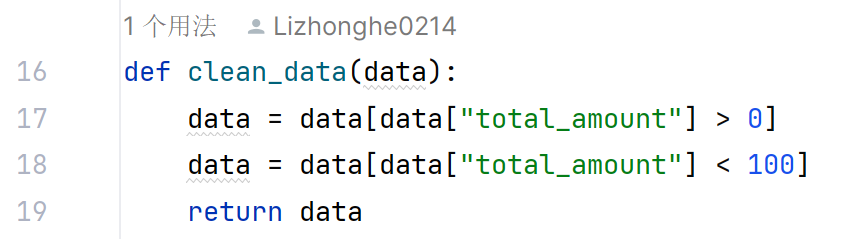 1 个用法 Lizhonghe0214
16 def clean_data(data):
17 data = data[data["total_amount"] > 0]
18 data = data[data["total_amount"] < 100]
19 return data